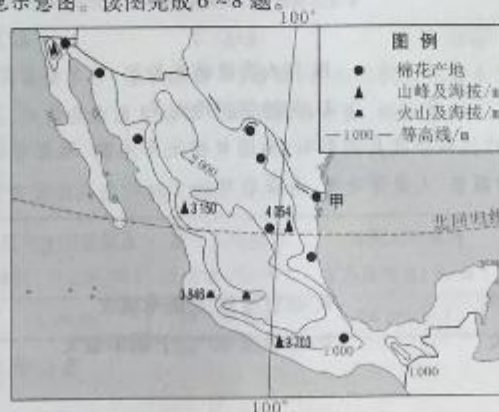 意示意图。读图完成6~8题。
100°
图例
棉花产地
山峰及海拔/m
火山及海拔/m
—1000— 等高线/m
2000
甲
3150
4054
北回归线
1000
3703
1000
100°